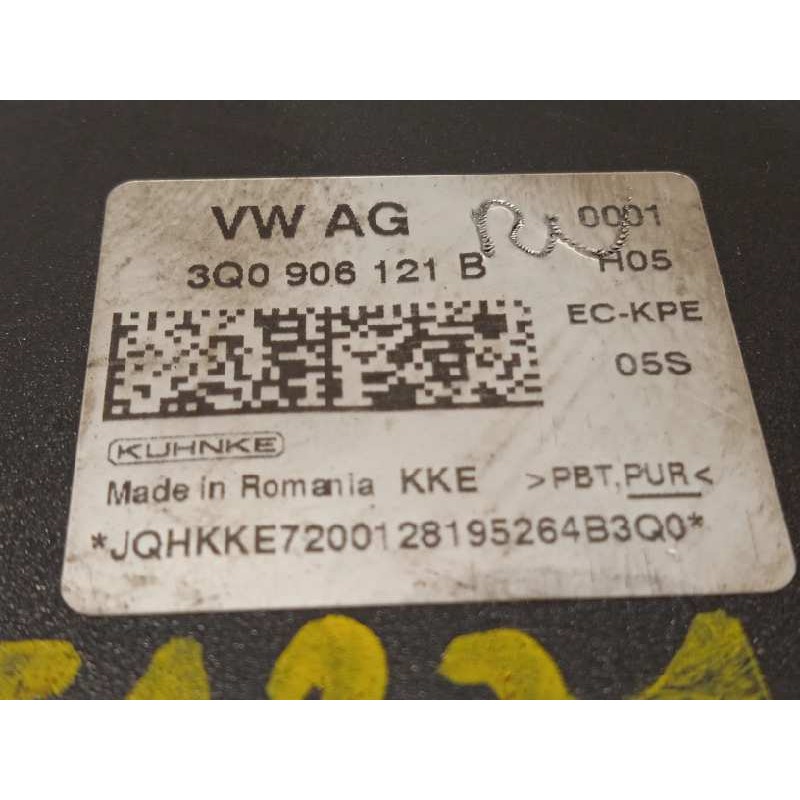 VW AG 0001
3Q0 906 121 B H05
EC-KPE
05S
KUHNKE
Made in Romania KKE >PBT,PUR<
*JQHKKE7200128195264B3Q0*